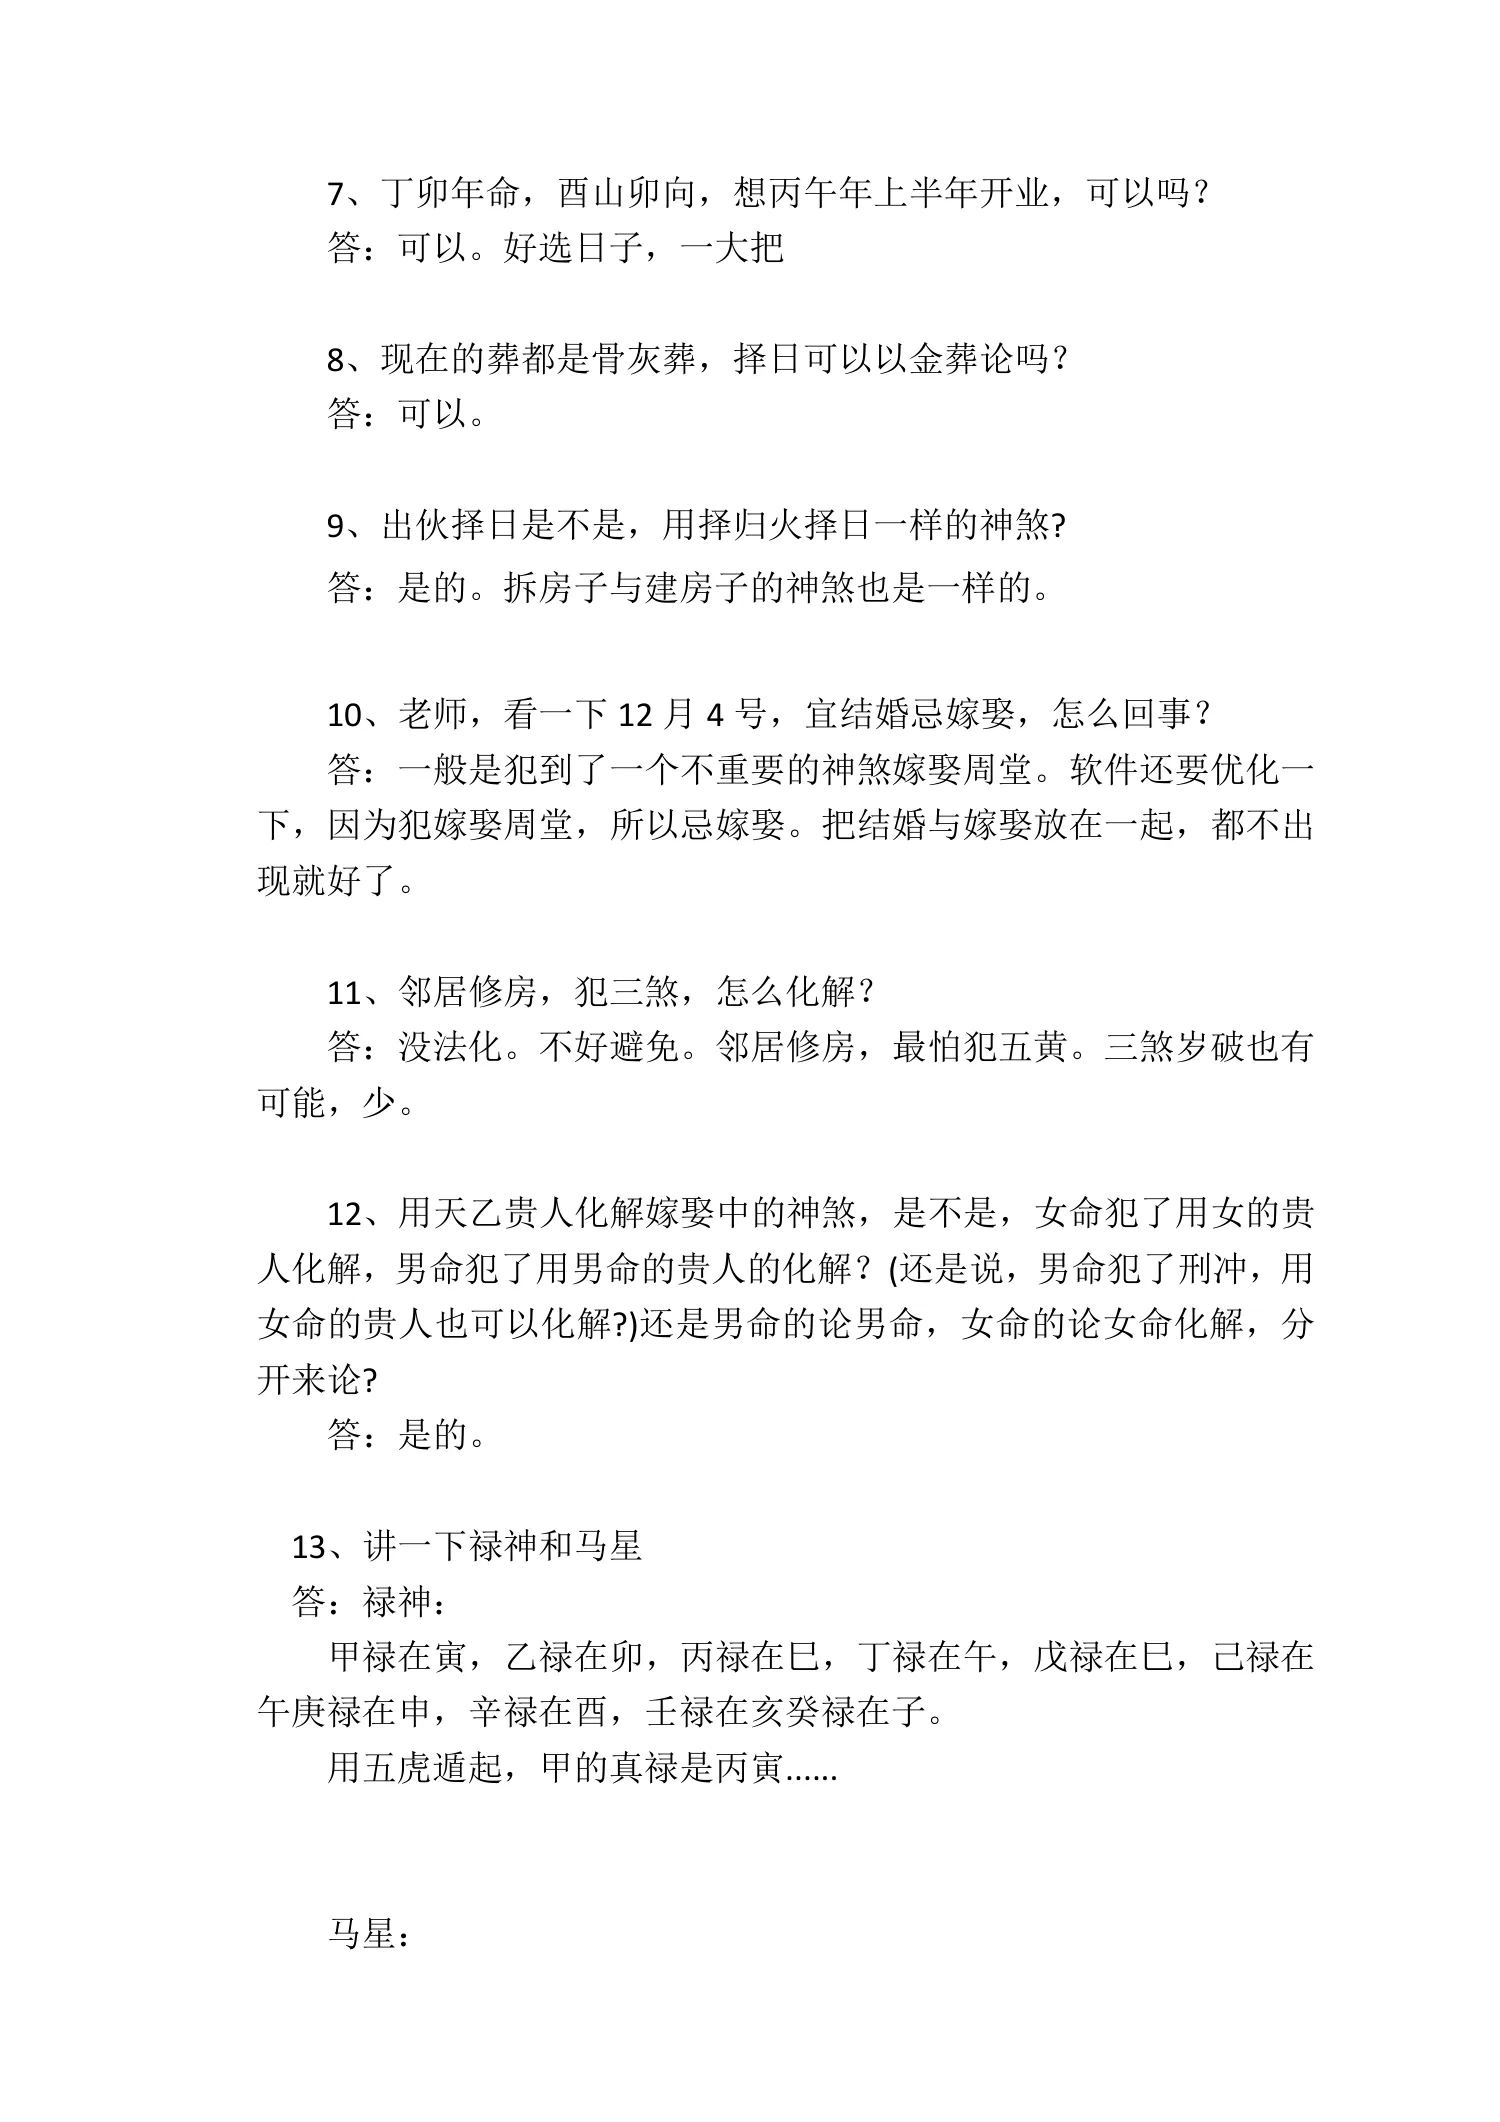 7、丁卯年命，酉山卯向，想丙午年上半年开业，可以吗？
答：可以。好选日子，一大把
8、现在的葬都是骨灰葬，择日可以以金葬论吗？
答：可以。
9、出伙择日是不是，用择归火择日一样的神煞?
答：是的。拆房子与建房子的神煞也是一样的。
10、老师，看一下 12 月 4 号，宜结婚忌嫁娶，怎么回事？
答：一般是犯到了一个不重要的神煞嫁娶周堂。软件还要优化一
下，因为犯嫁娶周堂，所以忌嫁娶。把结婚与嫁娶放在一起，都不出
现就好了。
11、邻居修房，犯三煞，怎么化解？
答：没法化。不好避免。邻居修房，最怕犯五黄。三煞岁破也有
可能，少。
12、用天乙贵人化解嫁娶中的神煞，是不是，女命犯了用女的贵
人化解，男命犯了用男命的贵人的化解？(还是说，男命犯了刑冲，用
女命的贵人也可以化解?)还是男命的论男命，女命的论女命化解，分
开来论?
答：是的。
13、讲一下禄神和马星
答：禄神：
甲禄在寅，乙禄在卯，丙禄在巳，丁禄在午，戊禄在巳，己禄在
午庚禄在申，辛禄在酉，壬禄在亥癸禄在子。
用五虎遁起，甲的真禄是丙寅......
马星：